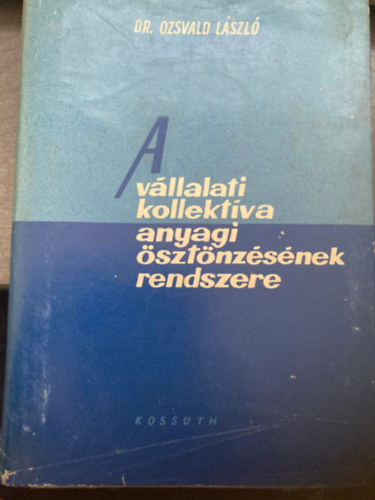 DR. OZSVALD LÁSZLÓ
A
vállalati
kollektíva
anyagi
ösztönzésének
rendszere
KOSSUTH